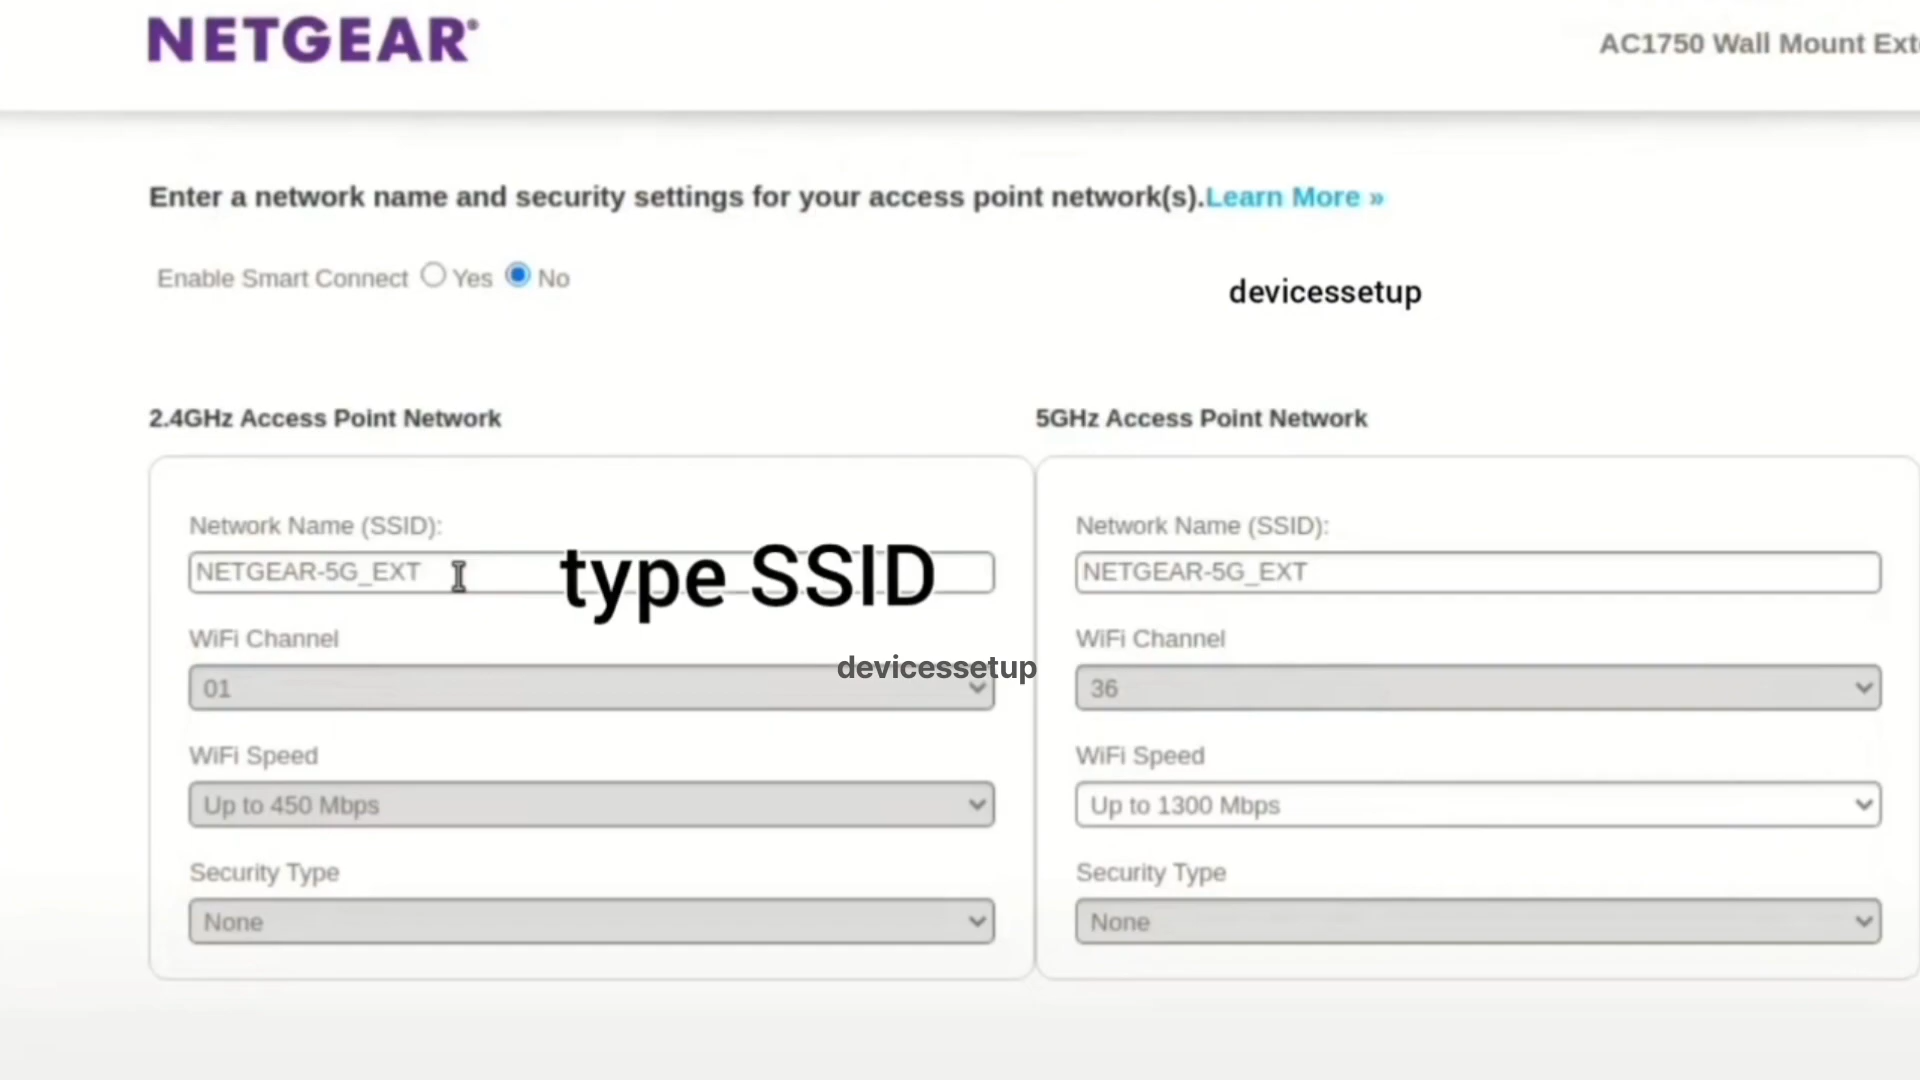 NETGEAR®
AC1750 Wall Mount
Enter a network name and security settings for your access point network(s).Learn More »
Enable Smart Connect Yes No
devicessetup
2.4GHz Access Point Network
Network Name (SSID):
NETGEAR-5G_EXT
type SSID
WiFi Channel
devicessetup
01
WiFi Speed
Up to 450 Mbps
Security Type
None
5GHz Access Point Network
Network Name (SSID):
NETGEAR-5G_EXT
WiFi Channel
36
WiFi Speed
Up to 1300 Mbps
Security Type
None